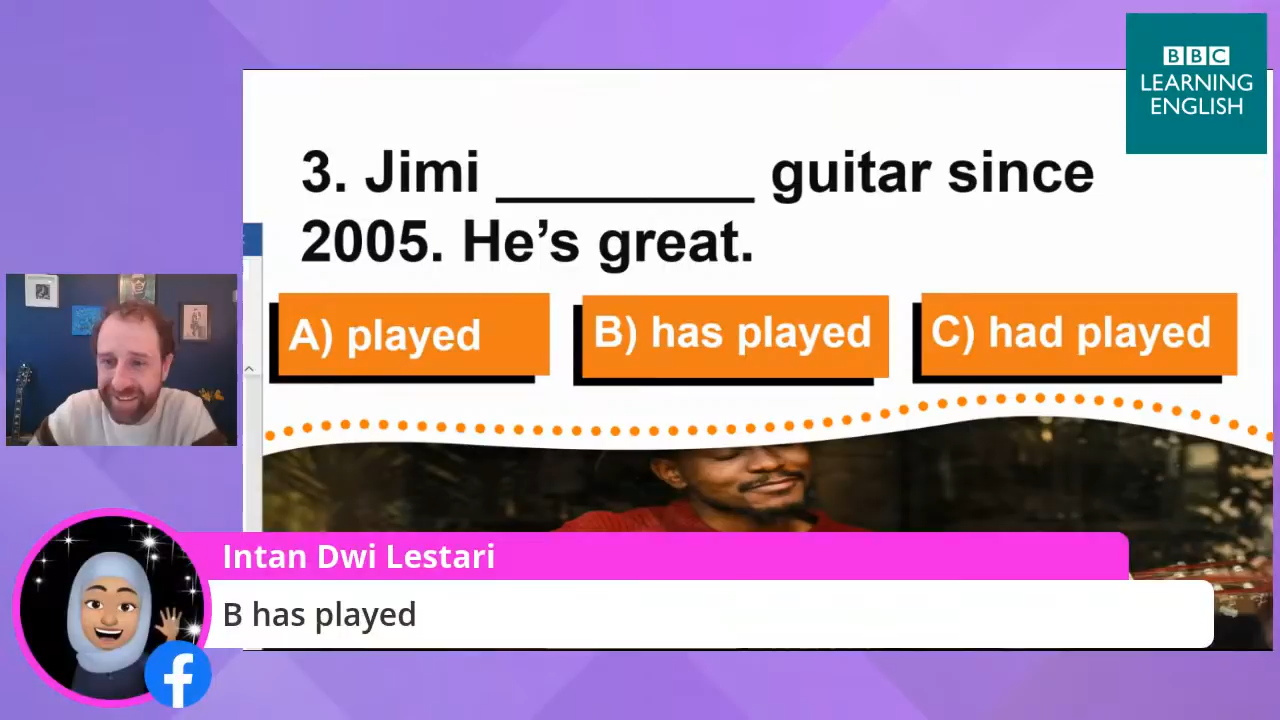 BBC
LEARNING
ENGLISH
3. Jimi ________ guitar since
2005. He’s great.
A) played
B) has played
C) had played
Intan Dwi Lestari
B has played